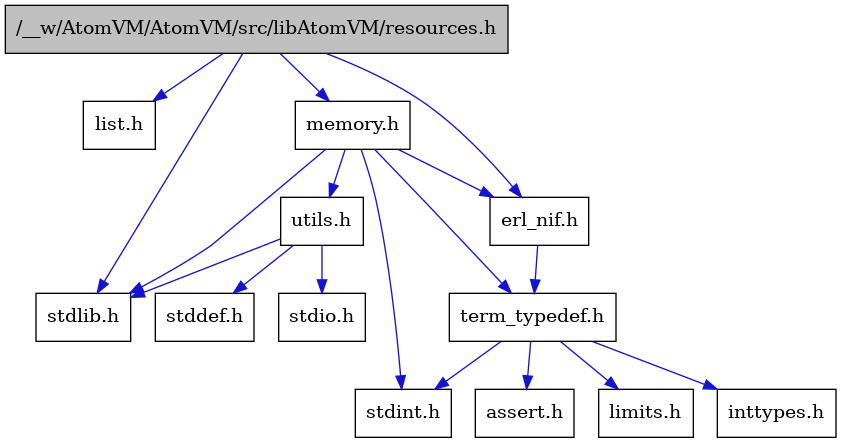 /__w/AtomVM/AtomVM/src/libAtomVM/resources.h
list.h
memory.h
utils.h
erl_nif.h
stdlib.h
stddef.h
stdio.h
term_typedef.h
stdint.h
assert.h
limits.h
inttypes.h